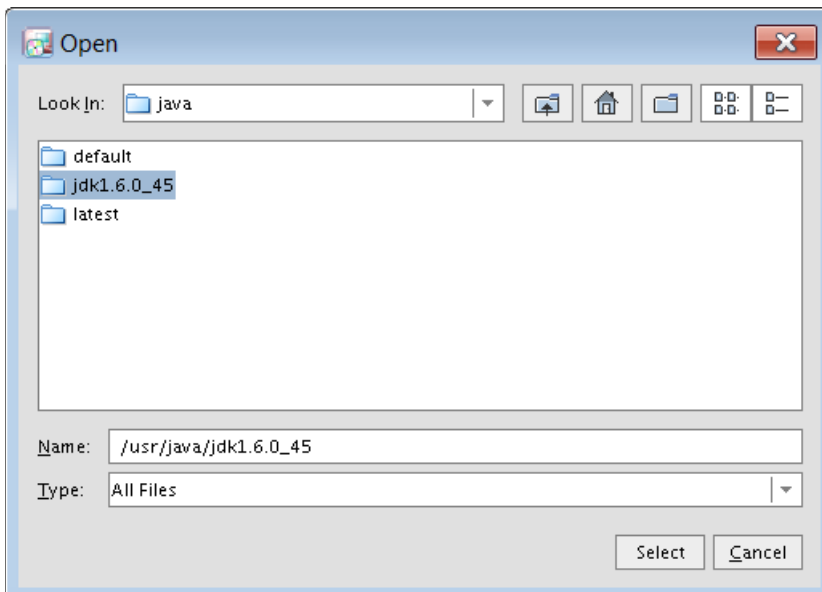 Open
Look In: java
default
jdk1.6.0_45
latest
Name: /usr/java/jdk1.6.0_45
Type: All Files
Select Cancel